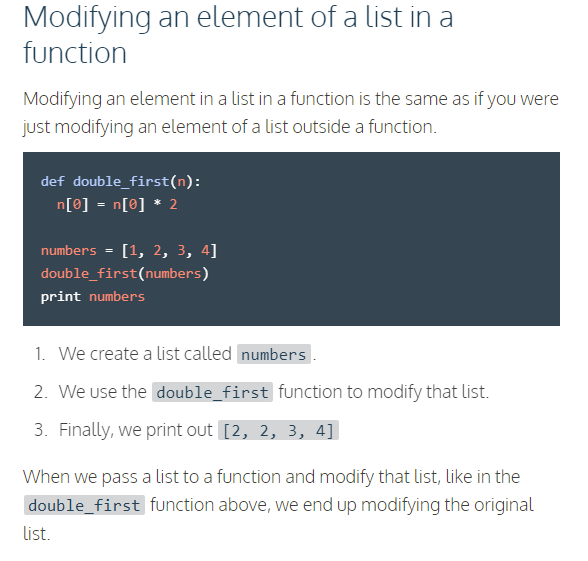 Modifying an element of a list in a
function
Modifying an element in a list in a function is the same as if you were
just modifying an element of a list outside a function.
def double_first(n):
  n[0] = n[0] * 2
numbers = [1, 2, 3, 4]
double_first(numbers)
print numbers
1. We create a list called numbers .
2. We use the double_first function to modify that list.
3. Finally, we print out [2, 2, 3, 4]
When we pass a list to a function and modify that list, like in the
double_first function above, we end up modifying the original
list.